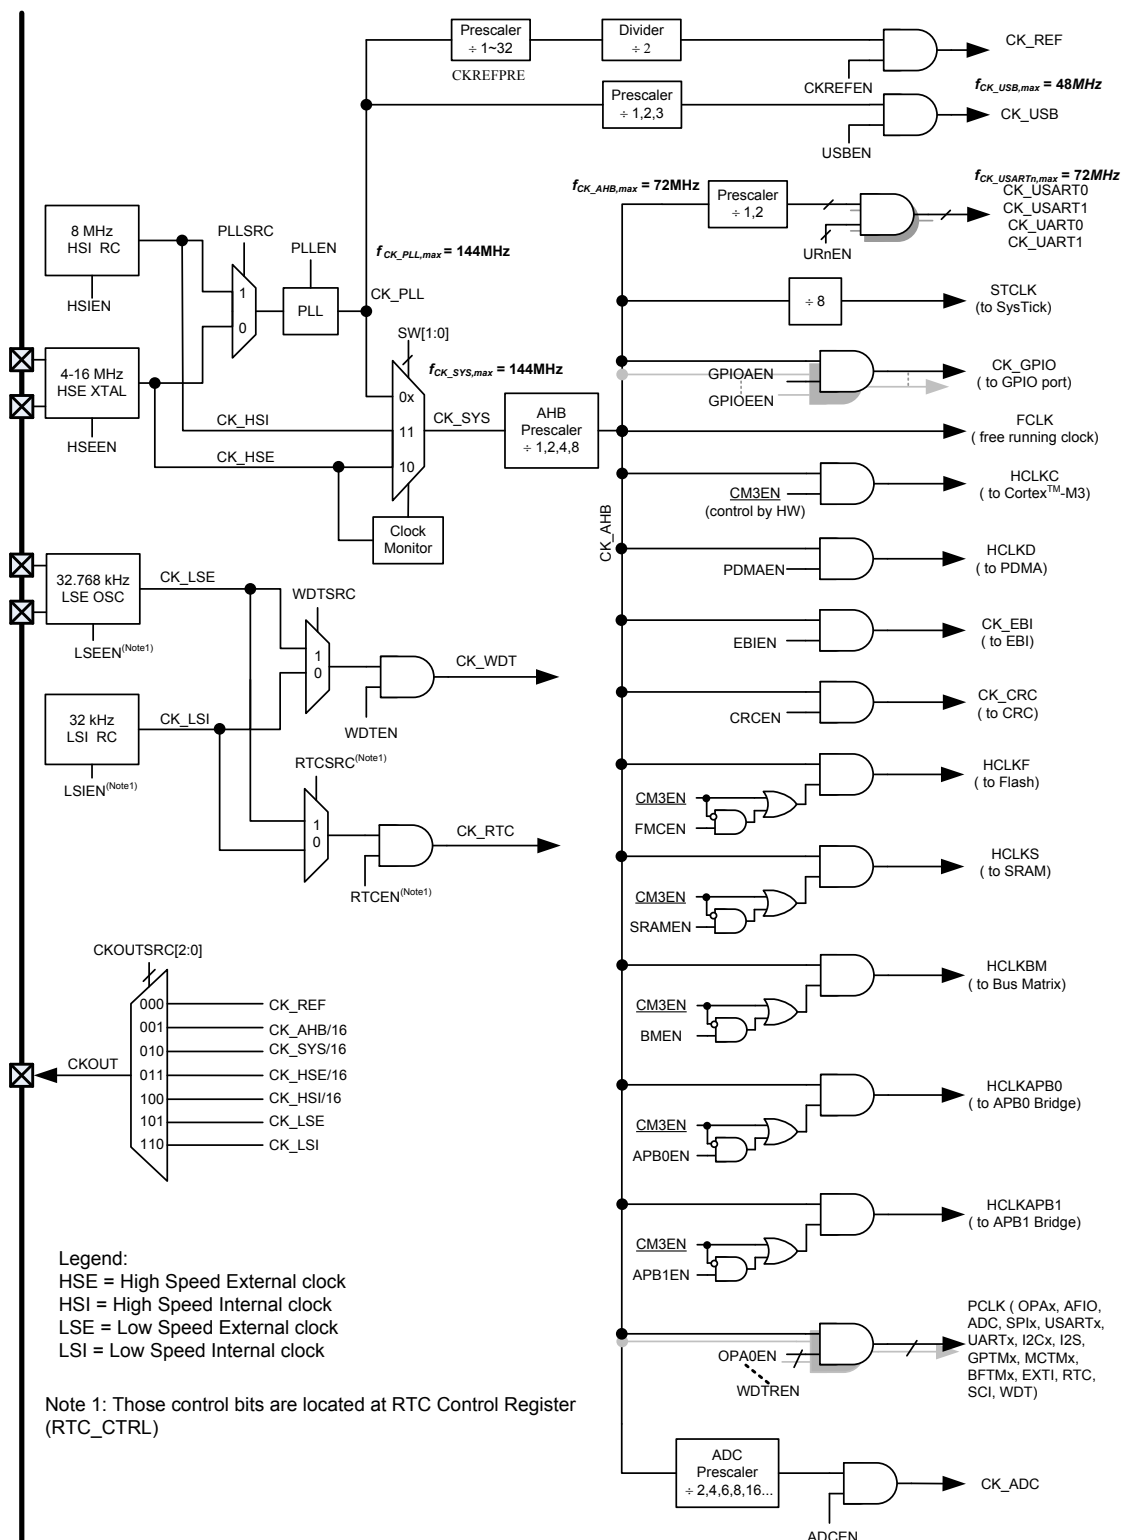 Prescaler
÷ 1~32
CKREFPRE
Divider
÷ 2
CKREFEN
CK_REF
fCK_USB,max = 48MHz
Prescaler
÷ 1,2,3
USBEN
CK_USB
fCK_AHB,max = 72MHz
Prescaler
÷ 1,2
URnEN
fCK_USARTn,max = 72MHz
CK_USART0
CK_USART1
CK_UART0
CK_UART1
8 MHz
HSI RC
HSIEN
PLLSRC
1
0
PLLEN
PLL
fCK_PLL,max = 144MHz
CK_PLL
÷ 8
STCLK
(to SysTick)
4-16 MHz
HSE XTAL
HSEEN
SW[1:0]
fCK_SYS,max = 144MHz
0x
11
10
CK_HSI
CK_HSE
CK_SYS
AHB
Prescaler
÷ 1,2,4,8
Clock
Monitor
CK_AHB
GPIOAEN
GPIOEEN
CK_GPIO
( to GPIO port)
FCLK
( free running clock)
CM3EN
(control by HW)
HCLKC
( to Cortex™-M3)
PDMAEN
HCLKD
( to PDMA)
EBIEN
CK_EBI
( to EBI)
CRCEN
CK_CRC
( to CRC)
32.768 kHz
LSE OSC
LSEEN(Note1)
CK_LSE
WDTSRC
1
0
WDTEN
CK_WDT
32 kHz
LSI RC
LSIEN(Note1)
CK_LSI
RTCSRC(Note1)
1
0
RTCEN(Note1)
CK_RTC
CM3EN
FMCEN
HCLKF
( to Flash)
CM3EN
SRAMEN
HCLKS
( to SRAM)
CM3EN
BMEN
HCLKBM
( to Bus Matrix)
CM3EN
APB0EN
HCLKAPB0
( to APB0 Bridge)
CM3EN
APB1EN
HCLKAPB1
( to APB1 Bridge)
CKOUTSRC[2:0]
CKOUT
000 CK_REF
001 CK_AHB/16
010 CK_SYS/16
011 CK_HSE/16
100 CK_HSI/16
101 CK_LSE
110 CK_LSI
Legend:
HSE = High Speed External clock
HSI = High Speed Internal clock
LSE = Low Speed External clock
LSI = Low Speed Internal clock
Note 1: Those control bits are located at RTC Control Register
(RTC_CTRL)
OPA0EN
WDTREN
PCLK ( OPAx, AFIO,
ADC, SPIx, USARTx,
UARTx, I2Cx, I2S,
GPTMx, MCTMx,
BFTMx, EXTI, RTC,
SCI, WDT)
ADC
Prescaler
÷ 2,4,6,8,16...
ADCEN
CK_ADC